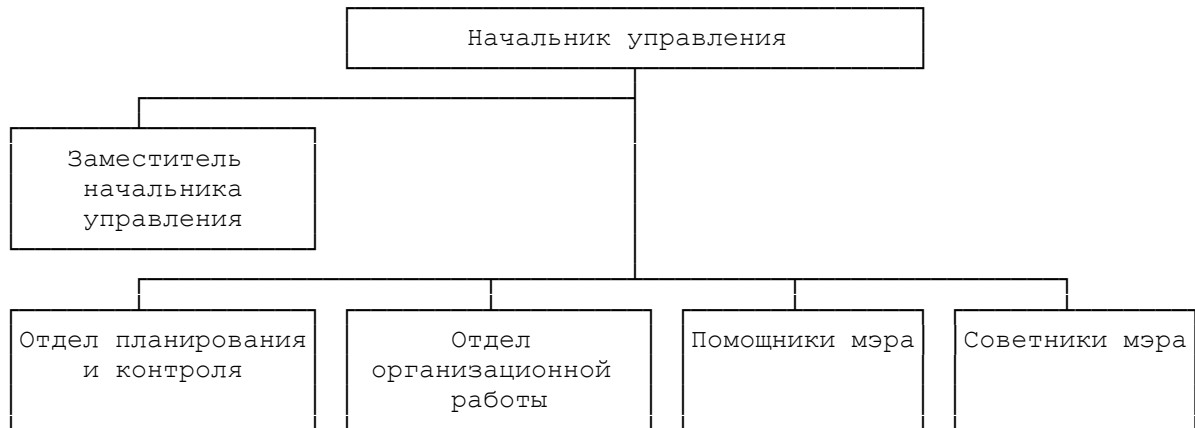 Начальник управления
Заместитель
начальника
управления
Отдел планирования
и контроля
Отдел
организационной
работы
Помощники мэра
Советники мэра